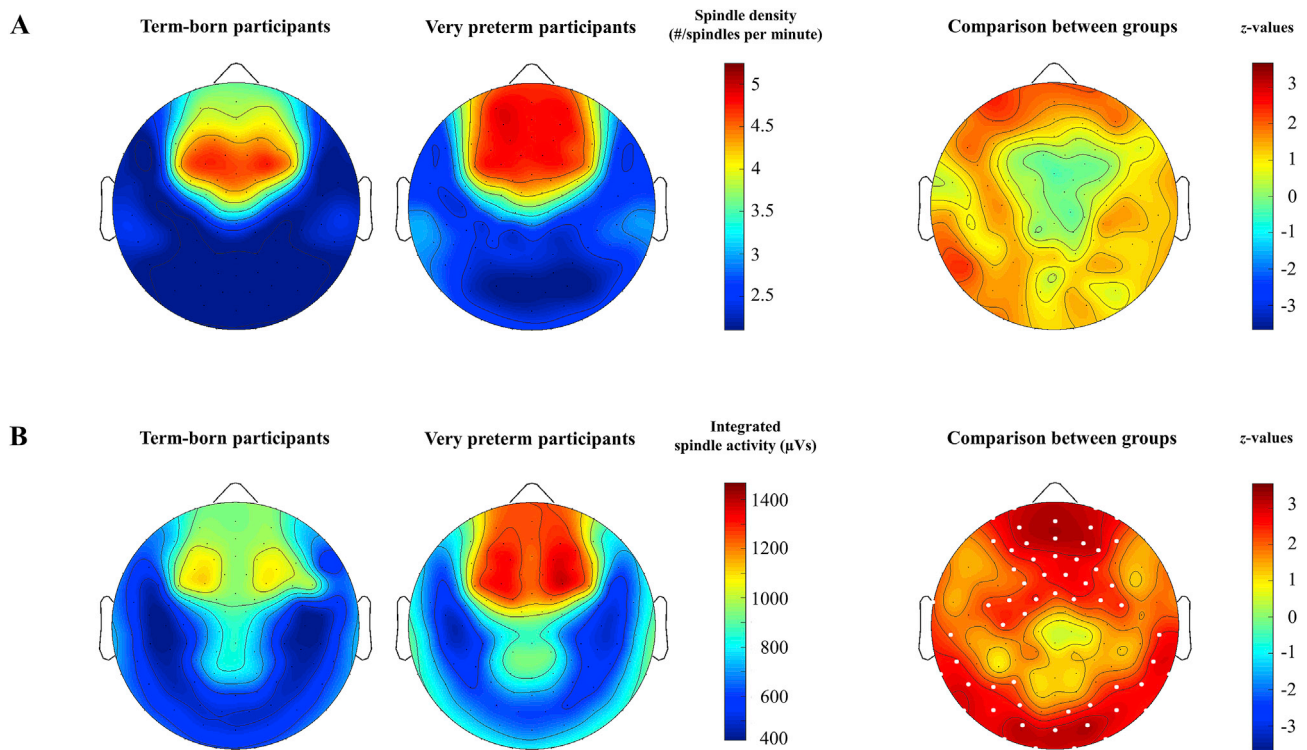 A
Term-born participants
Very preterm participants
Spindle density
(#/spindles per minute)
Comparison between groups
z-values
5
4.5
4
3.5
3
2.5
3
2
1
0
-1
-2
-3
B
Term-born participants
Very preterm participants
Integrated
spindle activity (µVs)
Comparison between groups
z-values
1400
1200
1000
800
600
400
3
2
1
0
-1
-2
-3